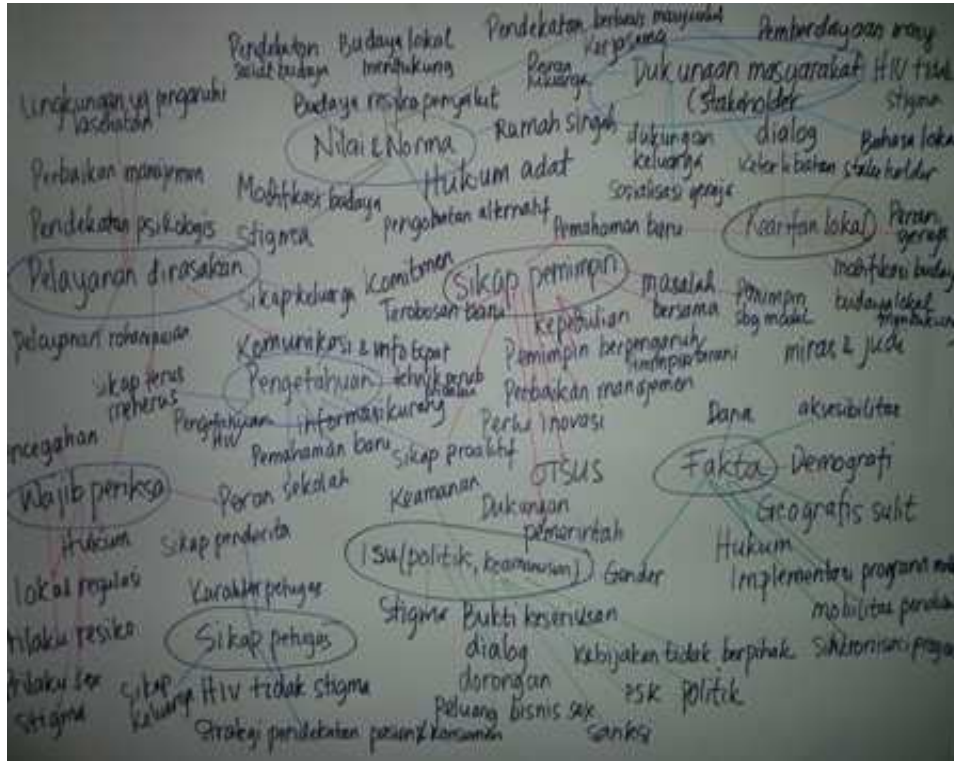 Pendekatan
Sosial budaya
Budaya lokal
mendukung
Pendekatan berbasis masyarakat
Kerjasama
Peran
keluarga
Pemberdayaan orang
Dukungan masyarakat
(stakeholder
HIV tidak
stigma
Lingkungan yg pengaruhi
kesehatan
Budaya resiko penyakit
Nilai & Norma
Rumah singgah
dukungan
keluarga
dialog
Bahasa lokal
Keterlibatan stakeholder
Perbaikan manajemen
Modifikasi budaya
Hukum adat
Sosialisasi gereja
Pendekatan psikologis
stigma
pengobatan alternatif
Pemahaman baru
Kearifan lokal
Peran
gereja
Pelayanan dirasakan
Sikap keluarga
Komitmen
Terobosan baru
Sikap pemimpin
masalah
bersama
Pemimpin
sbg model
modifikasi budaya
budaya lokal
mendukung
Kepedulian
Pelayanan
Komunikasi & info tepat
Pemimpin berpengaruh
miras & judi
Sikap terus
menerus
Pengetahuan
Perbaikan manajemen
Pengetahuan
HIV
informasi kurang
Perlu inovasi
Dana
aksesibilitas
ncegahan
Pemahaman baru
Sikap proaktif
Fakta
Demografi
Wajib periksa
Peran sekolah
Keamanan
OTSUS
Geografis sulit
Hukum
Sikap penderita
Dukungan
pemerintah
Hukum
lokal regulasi
Isu (politik, keamanan)
Gender
Implementasi program
Karakter petugas
mobilitas
rilaku resiko
Sikap petugas
Stigma
Bukti keseriusan
dialog
Kebijakan tidak berpihak
Sinkronisasi program
rilaku sex
stigma
Sikap
keluarga
HIV tidak stigma
dorongan
PSK
politik
Peluang bisnis sex
Strategi pendekatan pasien & konsumen
sanksi